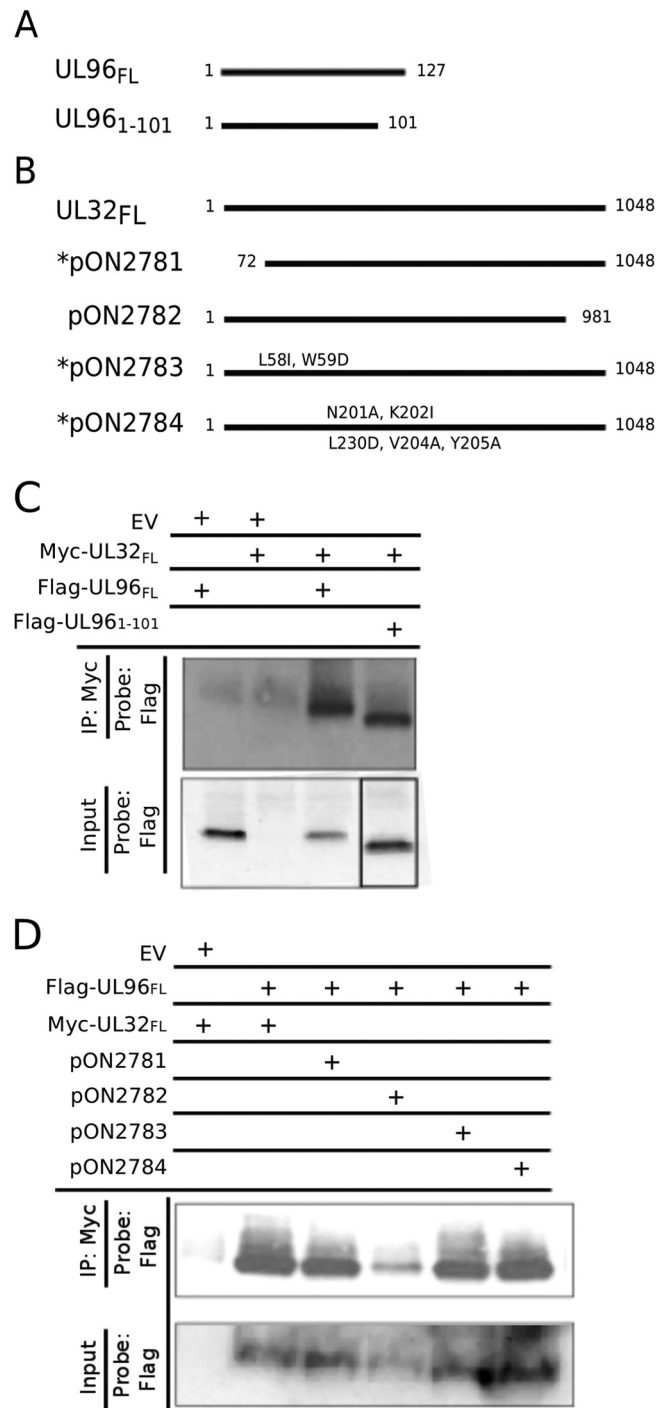 A
UL96FL 1 127
UL961-101 1 101
B
UL32FL 1 1048
*pON2781 72 1048
pON2782 1 981
L58I, W59D
*pON2783 1 1048
N201A, K202I
*pON2784 1 1048
L230D, V204A, Y205A
C
EV + +
Myc-UL32FL + + +
Flag-UL96FL + +
Flag-UL961-101 +
IP: Myc
Probe:
Flag
Input
Probe:
Flag
D
EV +
Flag-UL96FL + + + + +
Myc-UL32FL + +
pON2781 +
pON2782 +
pON2783 +
pON2784 +
IP: Myc
Probe:
Flag
Input
Probe:
Flag